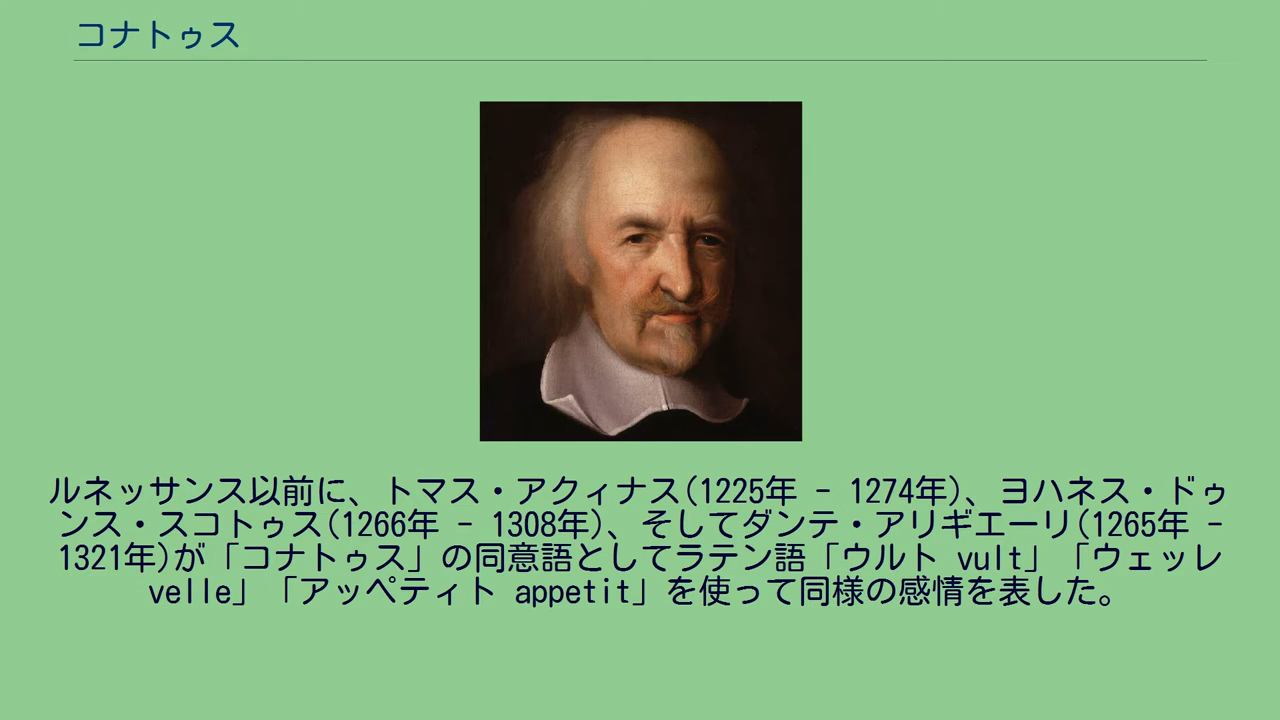 コナトゥス
ルネッサンス以前に、トマス・アクィナス(1225年 - 1274年)、ヨハネス・ドゥ
ンス・スコトゥス(1266年 - 1308年)、そしてダンテ・アリギエーリ(1265年 -
1321年)が「コナトゥス」の同意語としてラテン語「ウルト vult」「ウェッレ
velle」「アッペティト appetit」を使って同様の感情を表した。